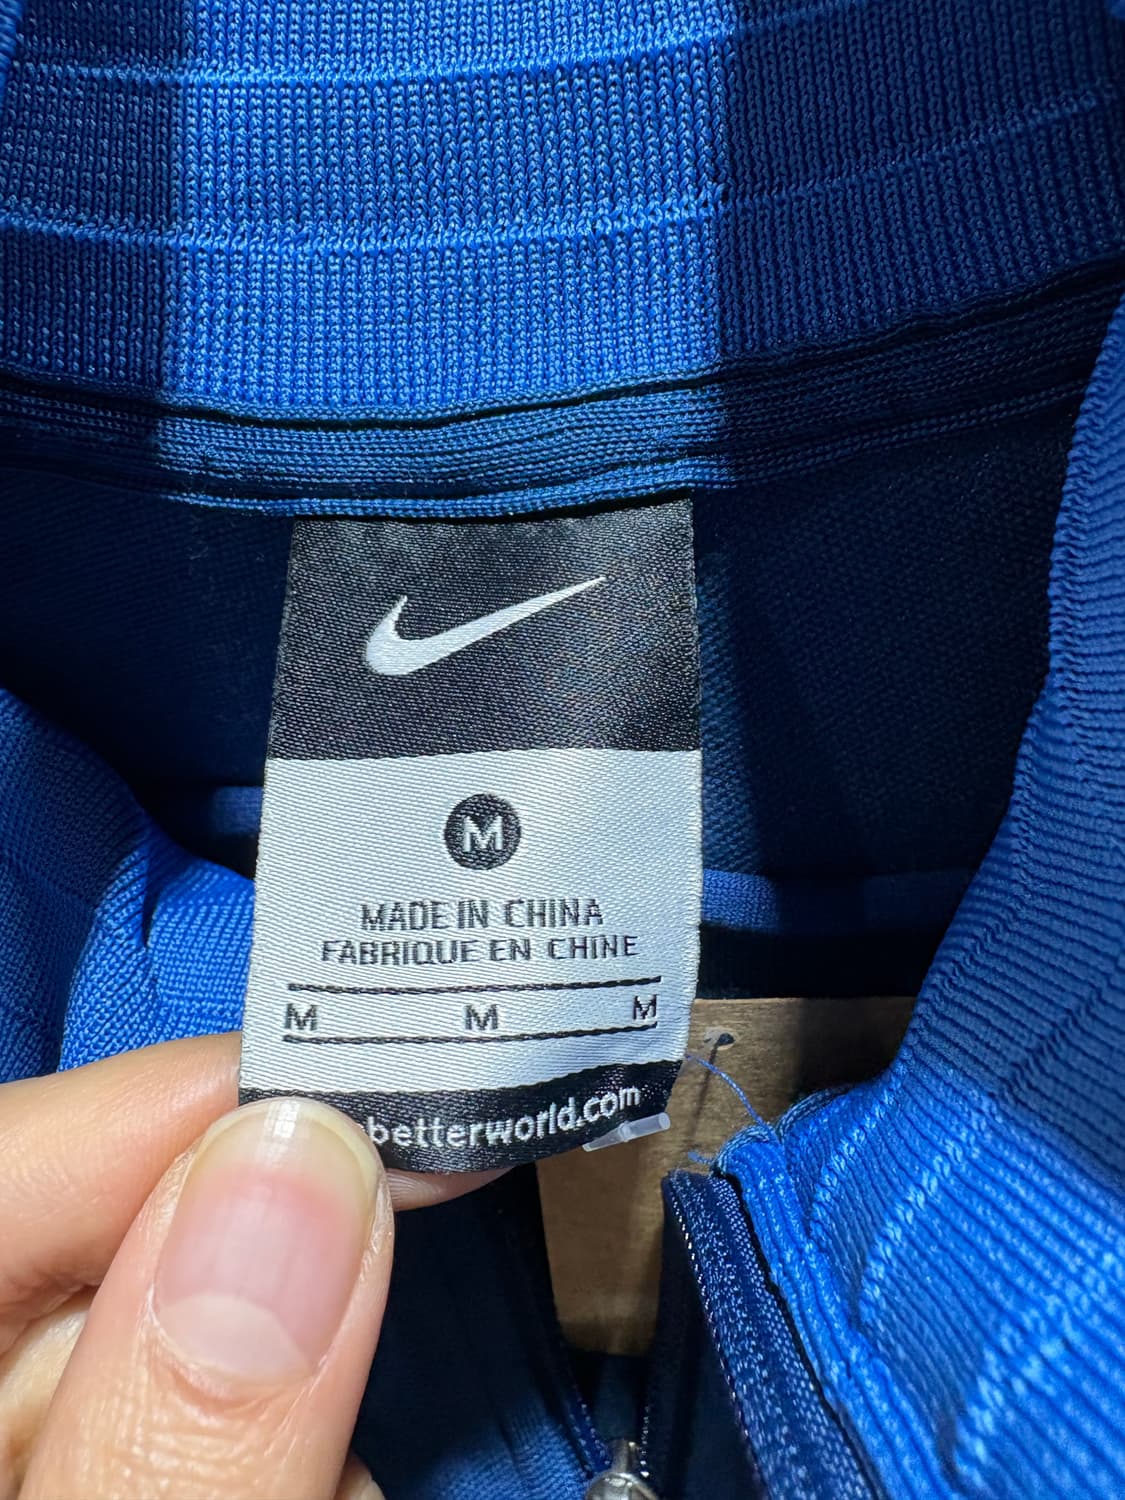 M
MADE IN CHINA
FABRIQUE EN CHINE
M M M
betterworld.com